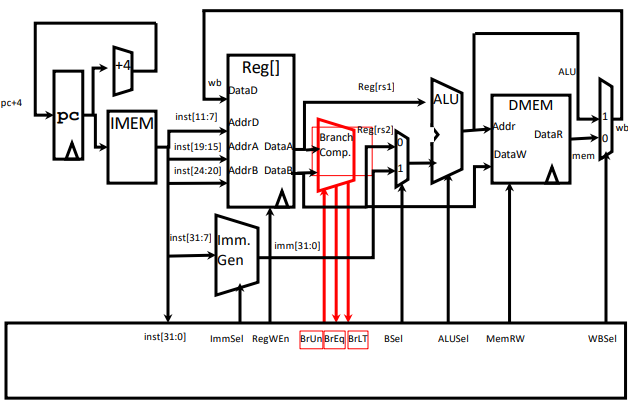 Reg[]
+4
wb
DataD
Reg[rs1]
ALU
ALU
pc+4
pc
IMEM
inst[11:7]
AddrD
DMEM
1
wb
Addr
Reg[rs2]
Branch
Comp.
0
DataR
0
inst[19:15]
AddrA
DataA
DataW
mem
inst[24:20]
AddrB
DataB
1
inst[31:7]
Imm.
Gen
imm[31:0]
inst[31:0]
ImmSel
RegWEn
BrUn
BrEq
BrLT
BSel
ALUSel
MemRW
WBSel